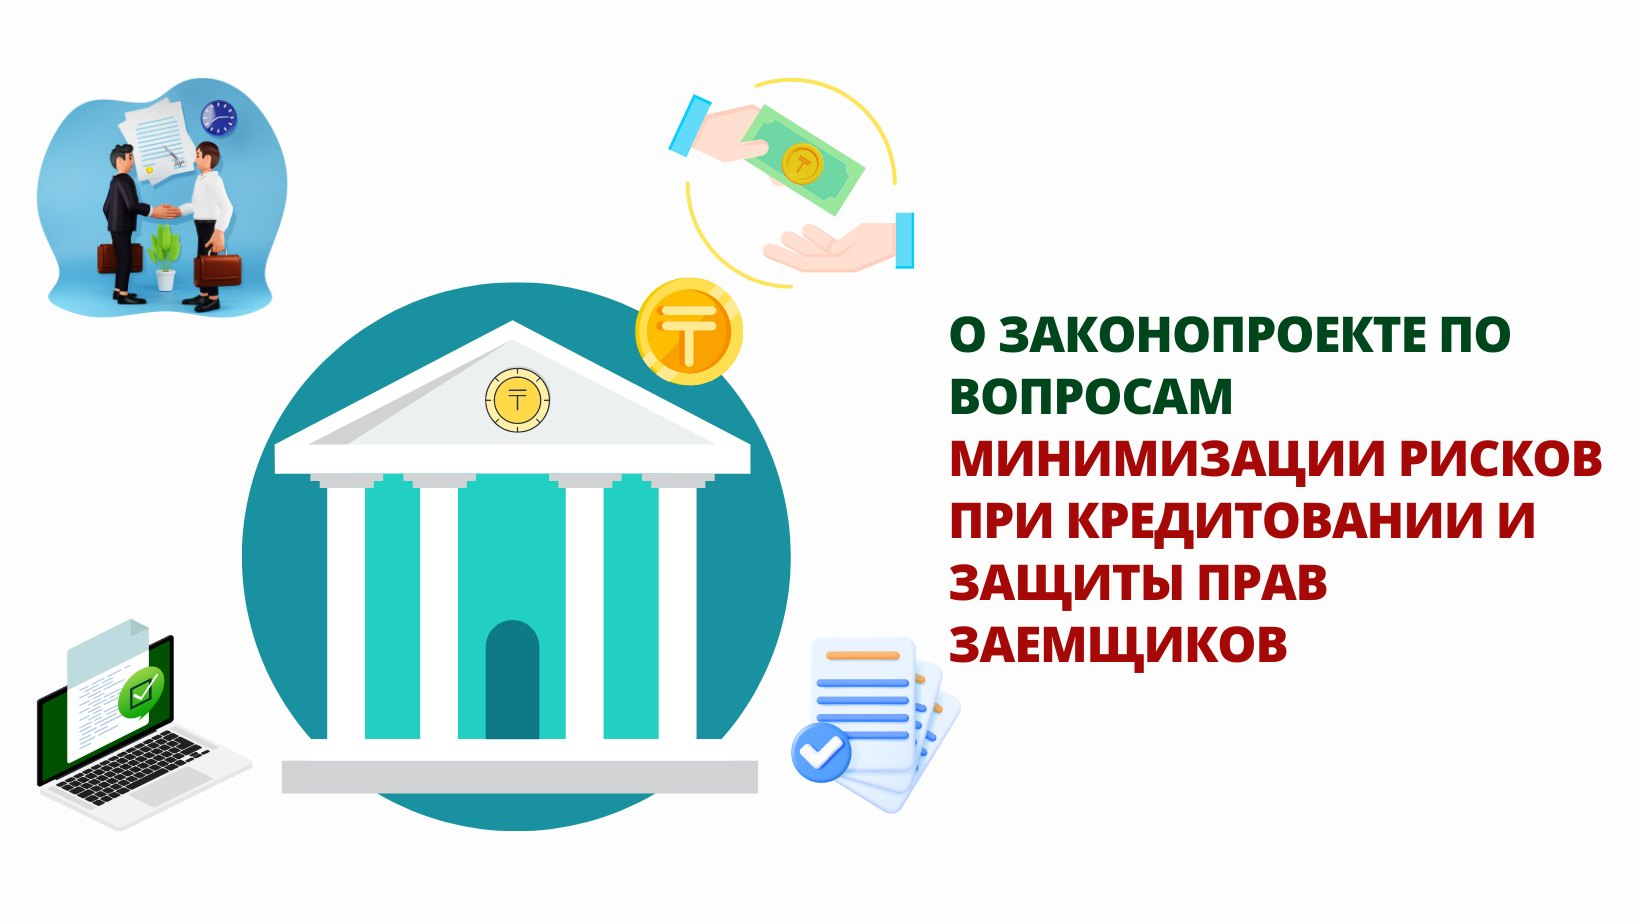 О ЗАКОНОПРОЕКТЕ ПО
ВОПРОСАМ
МИНИМИЗАЦИИ РИСКОВ
ПРИ КРЕДИТОВАНИИ И
ЗАЩИТЫ ПРАВ
ЗАЕМЩИКОВ